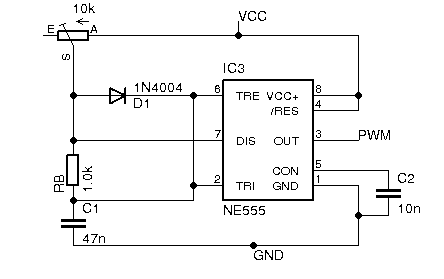 10k
VCC
E A
S
IC3
1N4004
D1
6 TRE VCC+ 8
/RES 4
7 DIS OUT 3 PWM
CON 5
2 TRI GND 1
NE555
RB
1.0k
C1
47n
C2
10n
GND